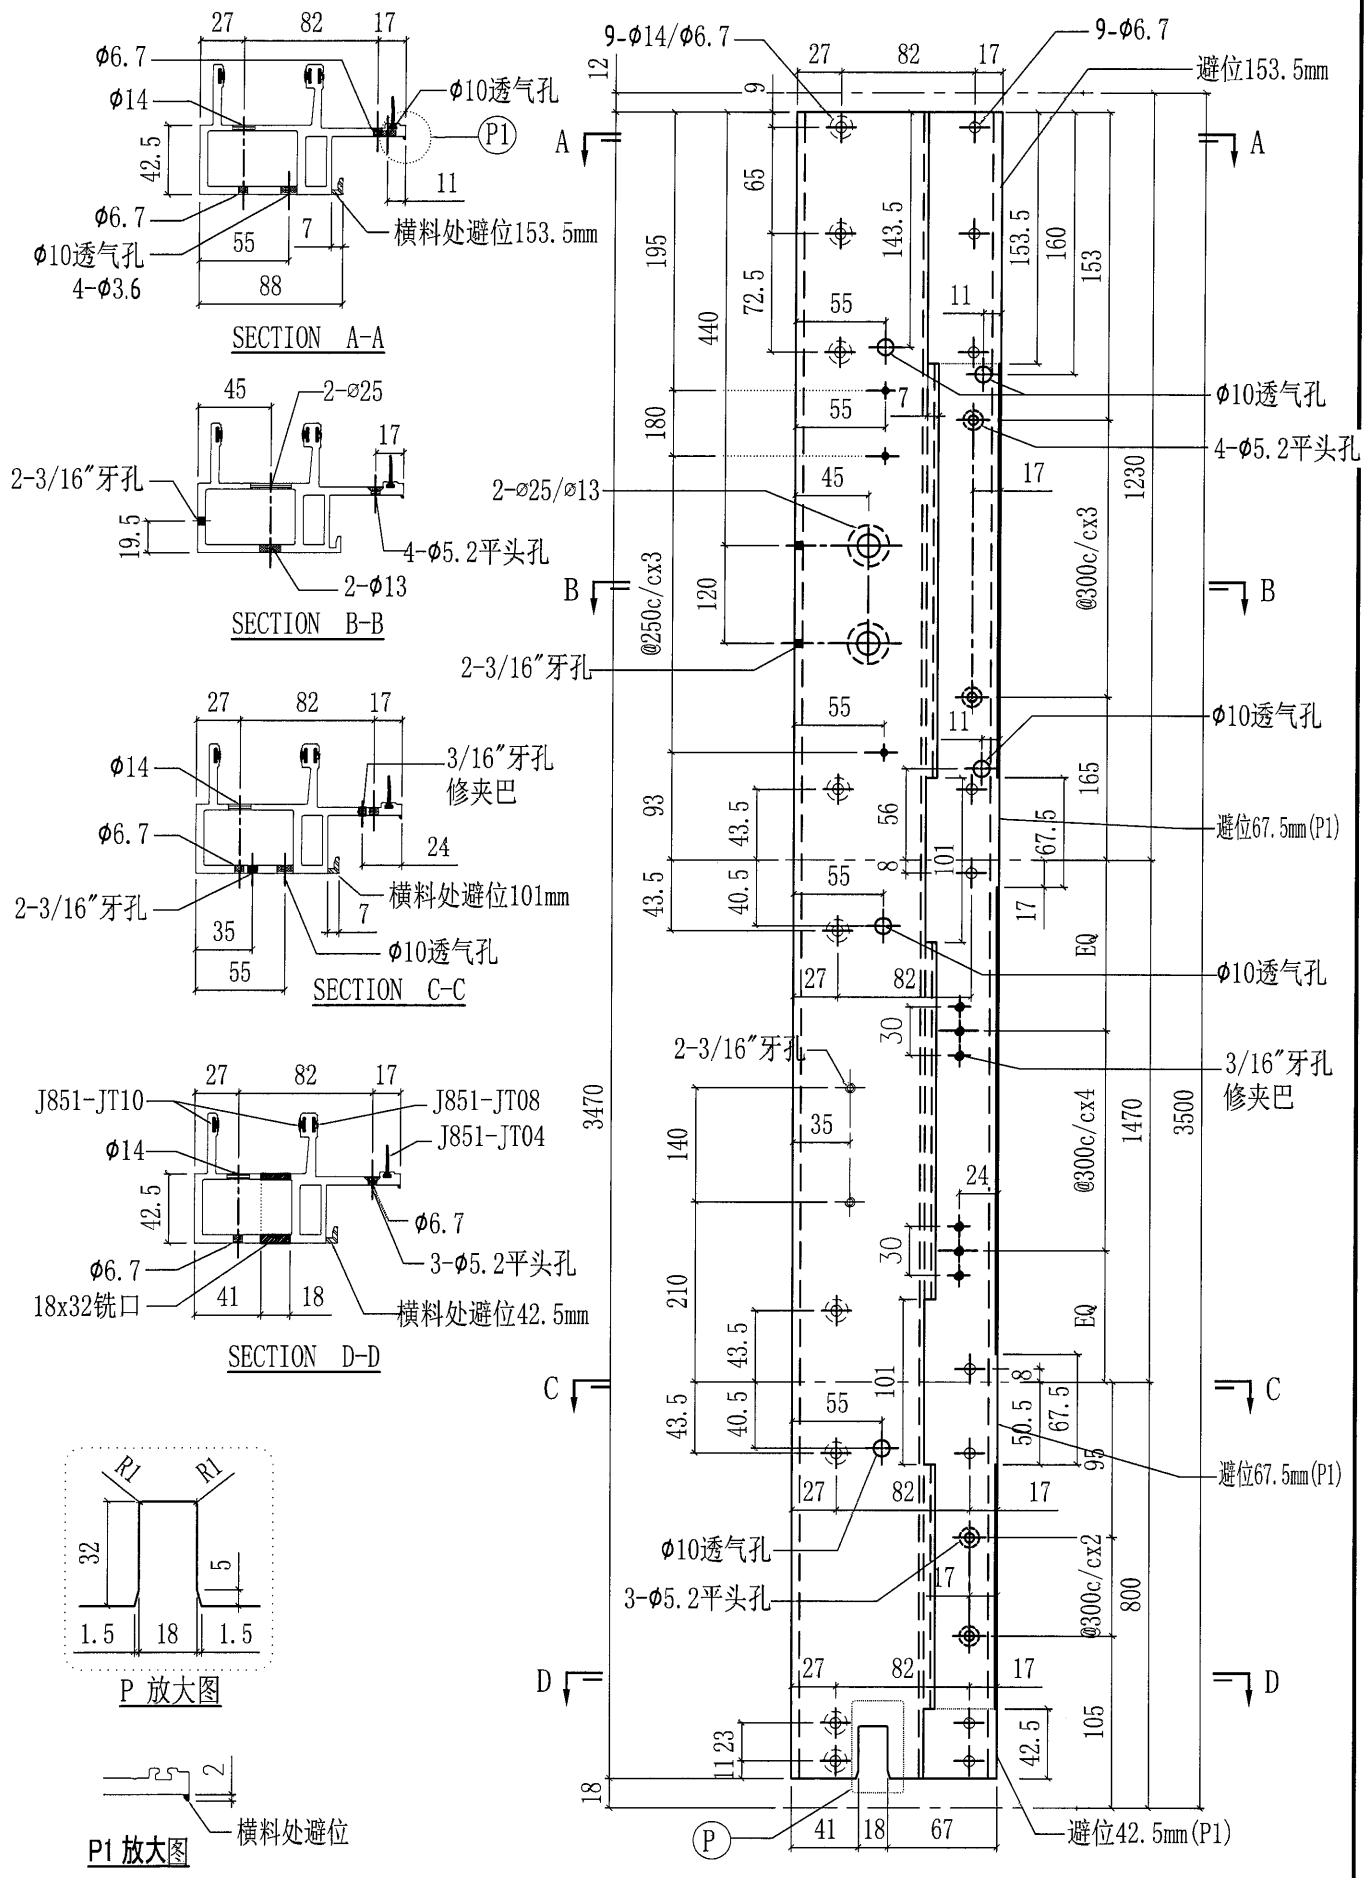 27
82
17
ϕ6.7
ϕ14
ϕ10透气孔
P1
42.5
11
ϕ6.7
7
横料处避位153.5mm
55
ϕ10透气孔
4-ϕ3.6
88
SECTION A-A
45
2-⌀25
17
2-3/16"牙孔
19.5
4-ϕ5.2平头孔
2-ϕ13
SECTION B-B
27
82
17
3/16"牙孔
修夹巴
ϕ14
ϕ6.7
24
横料处避位101mm
2-3/16"牙孔
7
35
ϕ10透气孔
55
SECTION C-C
27
82
17
J851-JT10
J851-JT08
J851-JT04
ϕ14
42.5
ϕ6.7
3-ϕ5.2平头孔
ϕ6.7
18x32铣口
41
18
横料处避位42.5mm
SECTION D-D
R1
R1
32
5
1.5
18
1.5
P 放大图
2
横料处避位
P1 放大图
9-ϕ14/ϕ6.7
27
82
17
9-ϕ6.7
避位153.5mm
12
9
A
A
65
195
143.5
153.5
160
153
72.5
440
55
11
ϕ10透气孔
180
55
7
4-ϕ5.2平头孔
17
1230
2-⌀25/⌀13
45
@250c/cx3
120
@300c/cx3
B
B
2-3/16"牙孔
55
11
ϕ10透气孔
165
93
43.5
56
67.5
避位67.5mm(P1)
8
101
43.5
40.5
55
17
EQ
ϕ10透气孔
27
82
30
2-3/16"牙孔
3/16"牙孔
修夹巴
3470
140
35
@300c/cx4
1470
3500
24
30
210
43.5
EQ
C
C
101
8
43.5
40.5
55
50.5
67.5
95
避位67.5mm(P1)
27
82
17
ϕ10透气孔
3-ϕ5.2平头孔
17
@300c/cx2
800
D
D
27
82
17
23
11
42.5
105
18
P
41
18
67
避位42.5mm(P1)